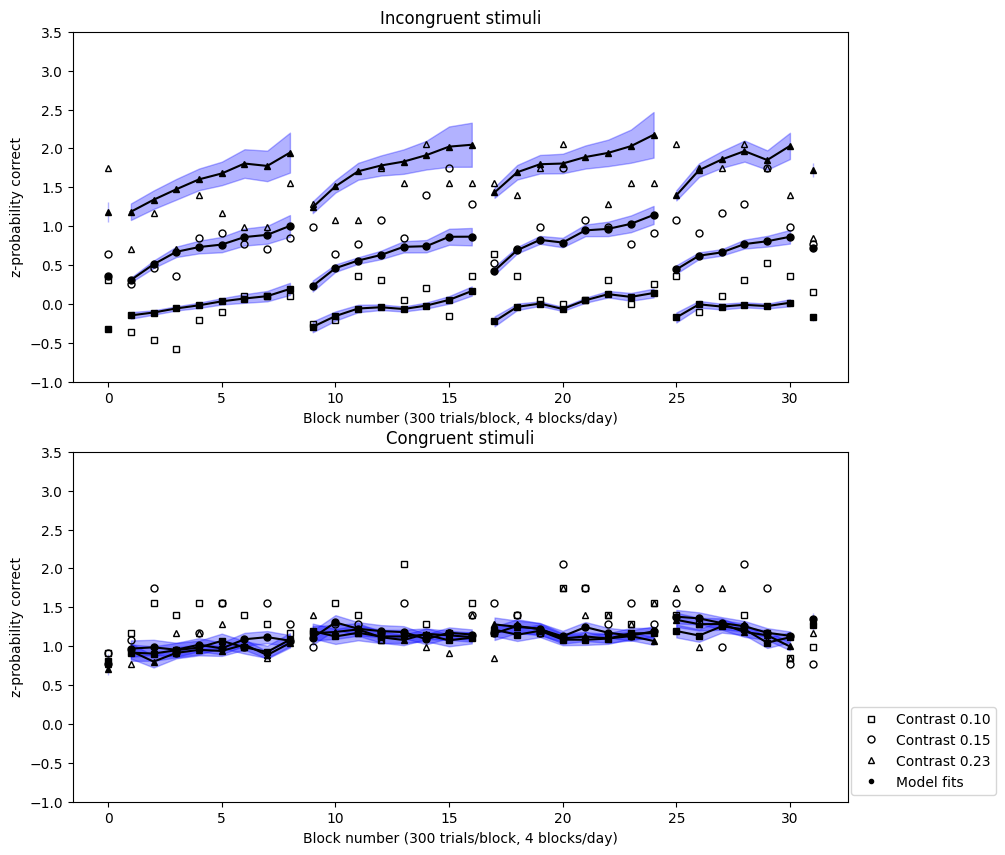 Incongruent stimuli
3.5
3.0
2.5
2.0
1.5
1.0
0.5
0.0
−0.5
−1.0
z-probability correct
0 5 10 15 20 25 30
Block number (300 trials/block, 4 blocks/day)
Congruent stimuli
3.5
3.0
2.5
2.0
1.5
1.0
0.5
0.0
−0.5
−1.0
z-probability correct
0 5 10 15 20 25 30
Block number (300 trials/block, 4 blocks/day)
Contrast 0.10
Contrast 0.15
Contrast 0.23
Model fits